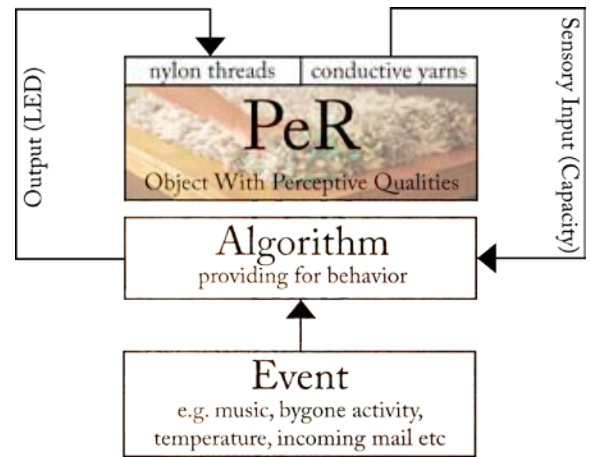 Output (LED)
nylon threads
conductive yarns
Sensory Input (Capacity)
PeR
Object With Perceptive Qualities
Algorithm
providing for behavior
Event
e.g. music, bygone activity,
temperature, incoming mail etc